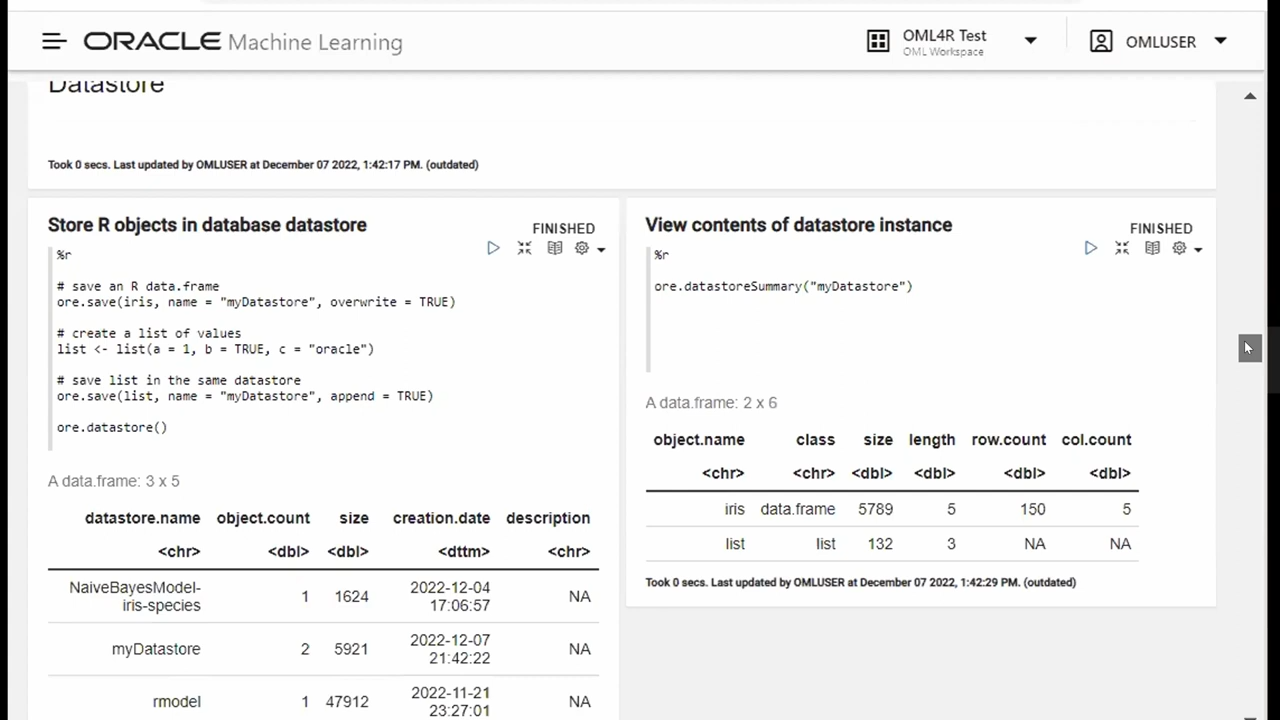 ORACLE Machine Learning
OML4R Test
OML Workspace
OMLUSER
Datastore
Took 0 secs. Last updated by OMLUSER at December 07 2022, 1:42:17 PM. (outdated)
Store R objects in database datastore
FINISHED
%r
# save an R data.frame
ore.save(iris, name = "myDatastore", overwrite = TRUE)
# create a list of values
list <- list(a = 1, b = TRUE, c = "oracle")
# save list in the same datastore
ore.save(list, name = "myDatastore", append = TRUE)
ore.datastore()
A data.frame: 3 x 5
datastore.name object.count size creation.date description
<chr> <dbl> <dbl> <dttm> <chr>
NaiveBayesModel-
iris-species 1 1624 2022-12-04
17:06:57 NA
myDatastore 2 5921 2022-12-07
21:42:22 NA
rmodel 1 47912 2022-11-21
23:27:01 NA
View contents of datastore instance
FINISHED
%r
ore.datastoreSummary("myDatastore")
A data.frame: 2 x 6
object.name class size length row.count col.count
<chr> <chr> <dbl> <dbl> <dbl> <dbl>
iris data.frame 5789 5 150 5
list list 132 3 NA NA
Took 0 secs. Last updated by OMLUSER at December 07 2022, 1:42:29 PM. (outdated)